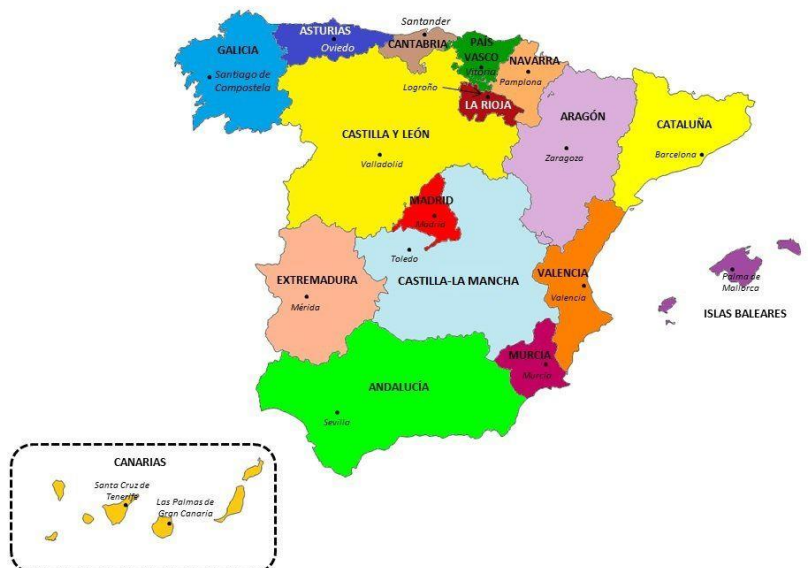 Santander
ASTURIAS
Oviedo
CANTABRIA
PAÍS
VASCO
Vitoria
GALICIA
Santiago de
Compostela
NAVARRA
Pamplona
Logroño
LA RIOJA
ARAGÓN
Zaragoza
CATALUÑA
Barcelona
CASTILLA Y LEÓN
Valladolid
MADRID
Madrid
Toledo
CASTILLA-LA MANCHA
EXTREMADURA
Mérida
VALENCIA
Valencia
Palma de
Mallorca
ISLAS BALEARES
MURCIA
Murcia
ANDALUCÍA
Sevilla
CANARIAS
Santa Cruz de
Tenerife
Las Palmas de
Gran Canaria